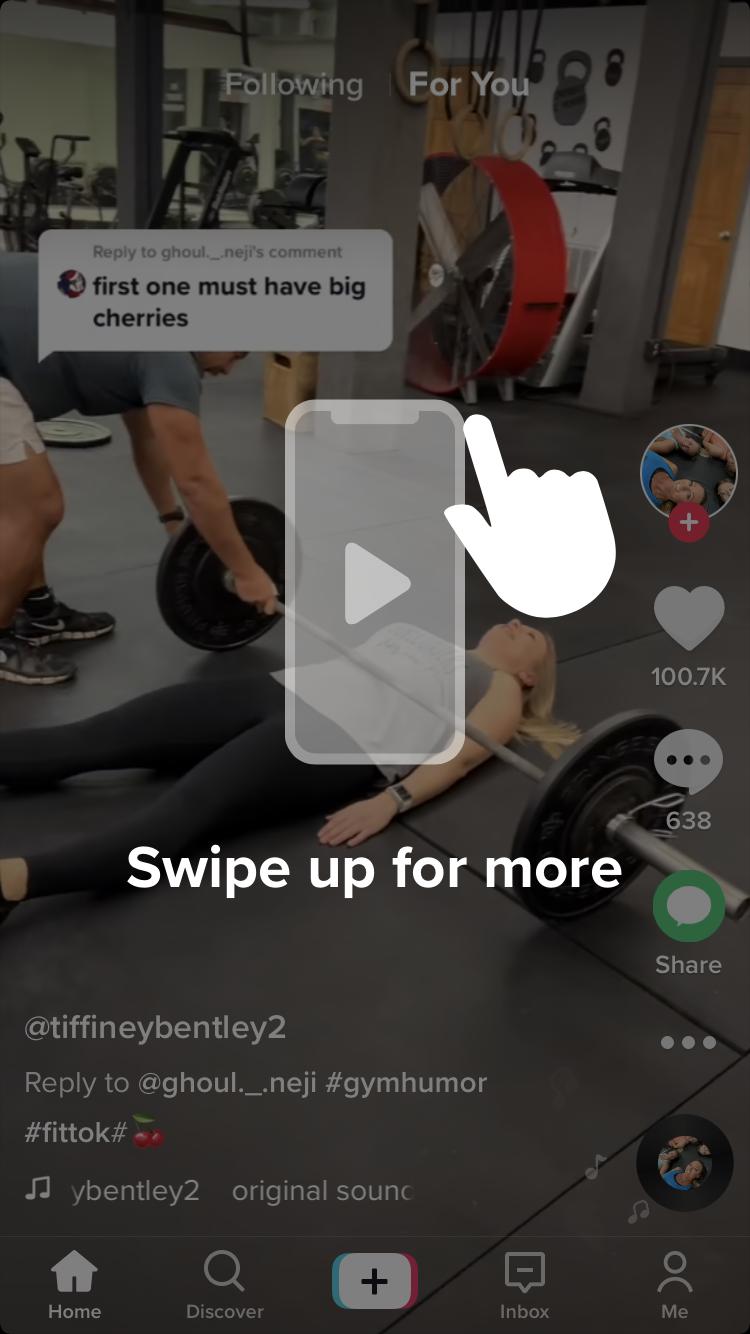 Following | For You
Reply to ghoul._.neji's comment
first one must have big
cherries
100.7K
Swipe up for more
638
Share
@tiffineybentley2
Reply to @ghoul._.neji #gymhumor
#fittok#🍒
ybentley2 original sound
Home Discover Inbox Me